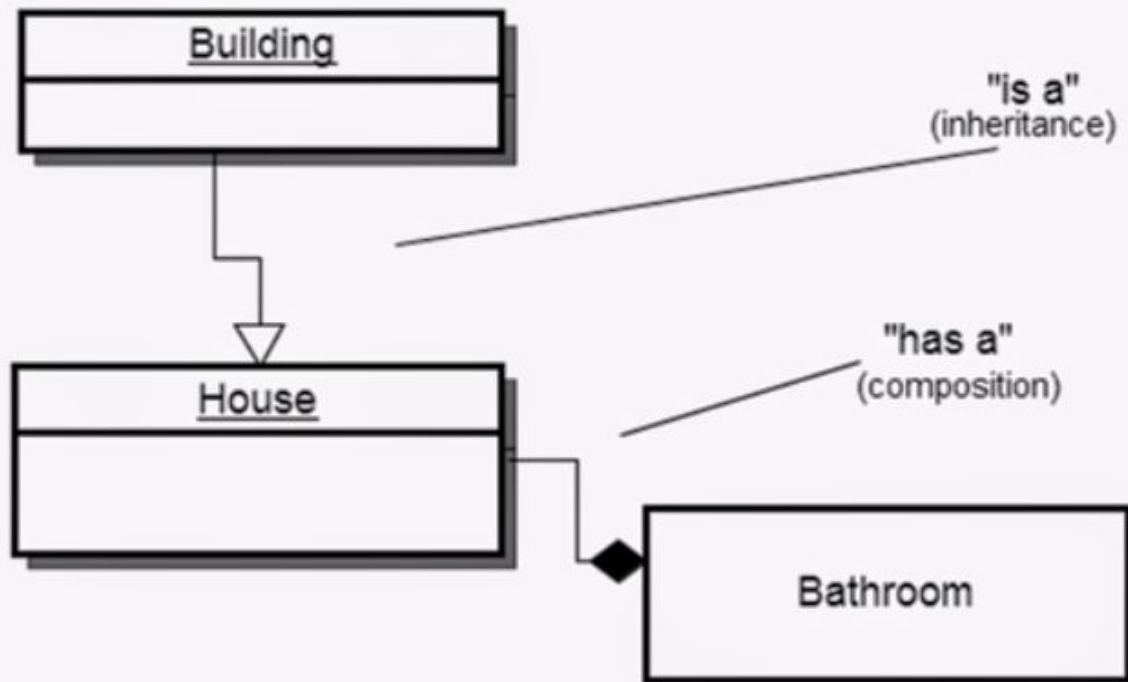 Building
"is a"
(inheritance)
"has a"
(composition)
House
Bathroom